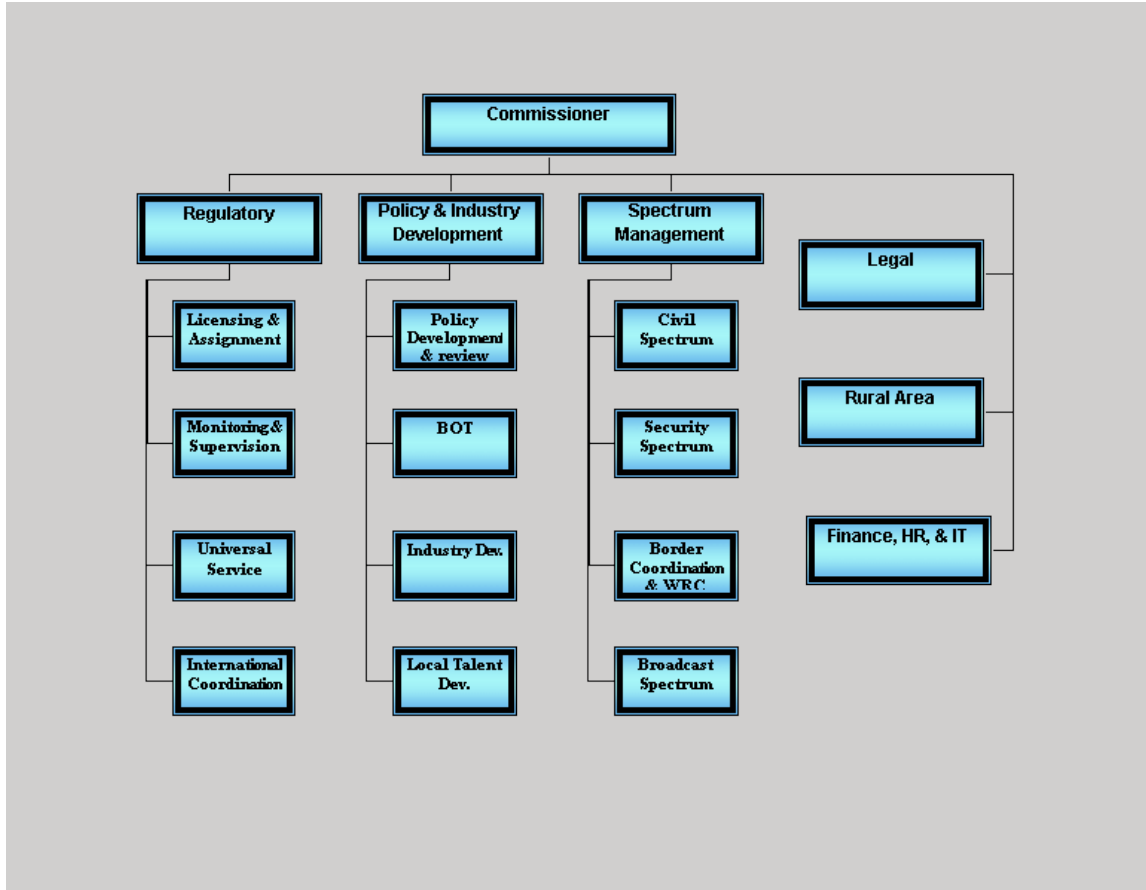 Commissioner
Regulatory
Policy & Industry
Development
Spectrum
Management
Legal
Rural Area
Finance, HR, & IT
Licensing &
Assignment
Monitoring &
Supervision
Universal
Service
International
Coordination
Policy
Development
& review
BOT
Industry Dev.
Local Talent
Dev.
Civil
Spectrum
Security
Spectrum
Border
Coordination
& WRC
Broadcast
Spectrum